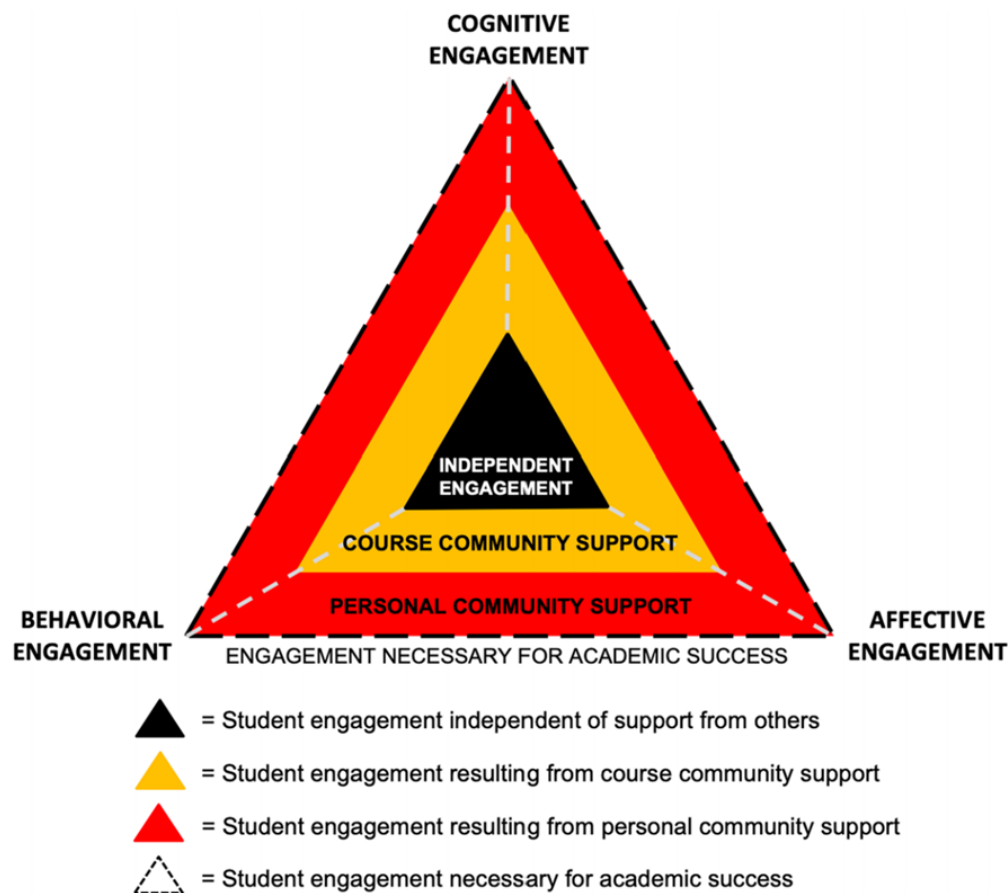 COGNITIVE
ENGAGEMENT
INDEPENDENT
ENGAGEMENT
COURSE COMMUNITY SUPPORT
PERSONAL COMMUNITY SUPPORT
BEHAVIORAL
ENGAGEMENT
AFFECTIVE
ENGAGEMENT
ENGAGEMENT NECESSARY FOR ACADEMIC SUCCESS
= Student engagement independent of support from others
= Student engagement resulting from course community support
= Student engagement resulting from personal community support
= Student engagement necessary for academic success